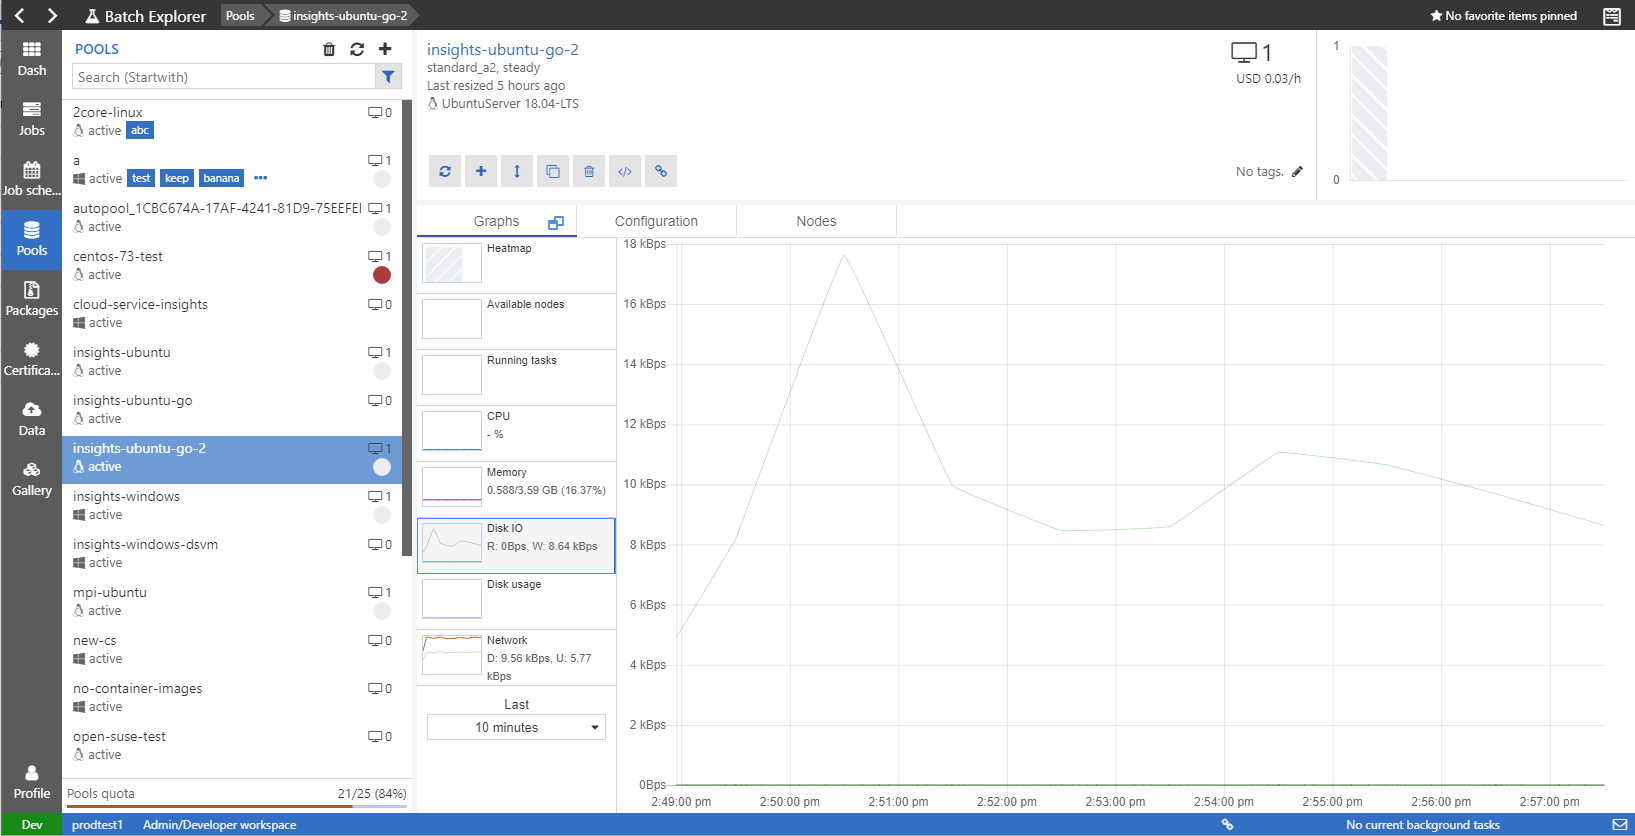 Batch Explorer
Pools
insights-ubuntu-go-2
No favorite items pinned
Dash
Jobs
Job sche...
Pools
Packages
Certifica...
Data
Gallery
Profile
POOLS
Search (Startwith)
2core-linux 0
active abc
a 1
active test keep banana
autopool_1CBC674A-17AF-4241-81D9-75EEFEI 1
active
centos-73-test 1
active
cloud-service-insights 0
active
insights-ubuntu 1
active
insights-ubuntu-go 0
active
insights-ubuntu-go-2 1
active
insights-windows 1
active
insights-windows-dsvm 0
active
mpi-ubuntu 1
active
new-cs 0
active
no-container-images 0
active
open-suse-test 0
active
Pools quota 21/25 (84%)
insights-ubuntu-go-2
standard_a2, steady
Last resized 5 hours ago
UbuntuServer 18.04-LTS
1
USD 0.03/h
No tags.
1
0
Graphs
Configuration
Nodes
Heatmap
Available nodes
Running tasks
CPU
- %
Memory
0.588/3.59 GB (16.37%)
Disk IO
R: 0Bps, W: 8.64 kBps
Disk usage
Network
D: 9.56 kBps, U: 5.77
kBps
Last
10 minutes
18 kBps
16 kBps
14 kBps
12 kBps
10 kBps
8 kBps
6 kBps
4 kBps
2 kBps
0Bps
2:49:00 pm 2:50:00 pm 2:51:00 pm 2:52:00 pm 2:53:00 pm 2:54:00 pm 2:55:00 pm 2:56:00 pm 2:57:00 pm
Dev
prodtest1
Admin/Developer workspace
No current background tasks